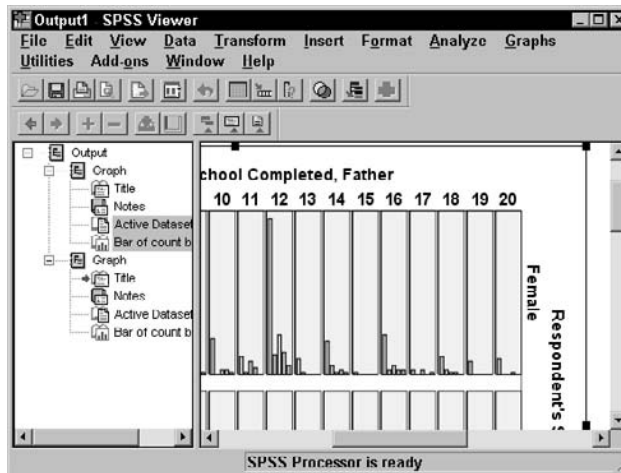 Output1 - SPSS Viewer
File Edit View Data Transform Insert Format Analyze Graphs
Utilities Add-ons Window Help
Output
Graph
Title
Notes
Active Dataset
Bar of count b
Graph
Title
Notes
Active Dataset
Bar of count b
chool Completed, Father
10 11 12 13 14 15 16 17 18 19 20
Female
Respondent's S
SPSS Processor is ready